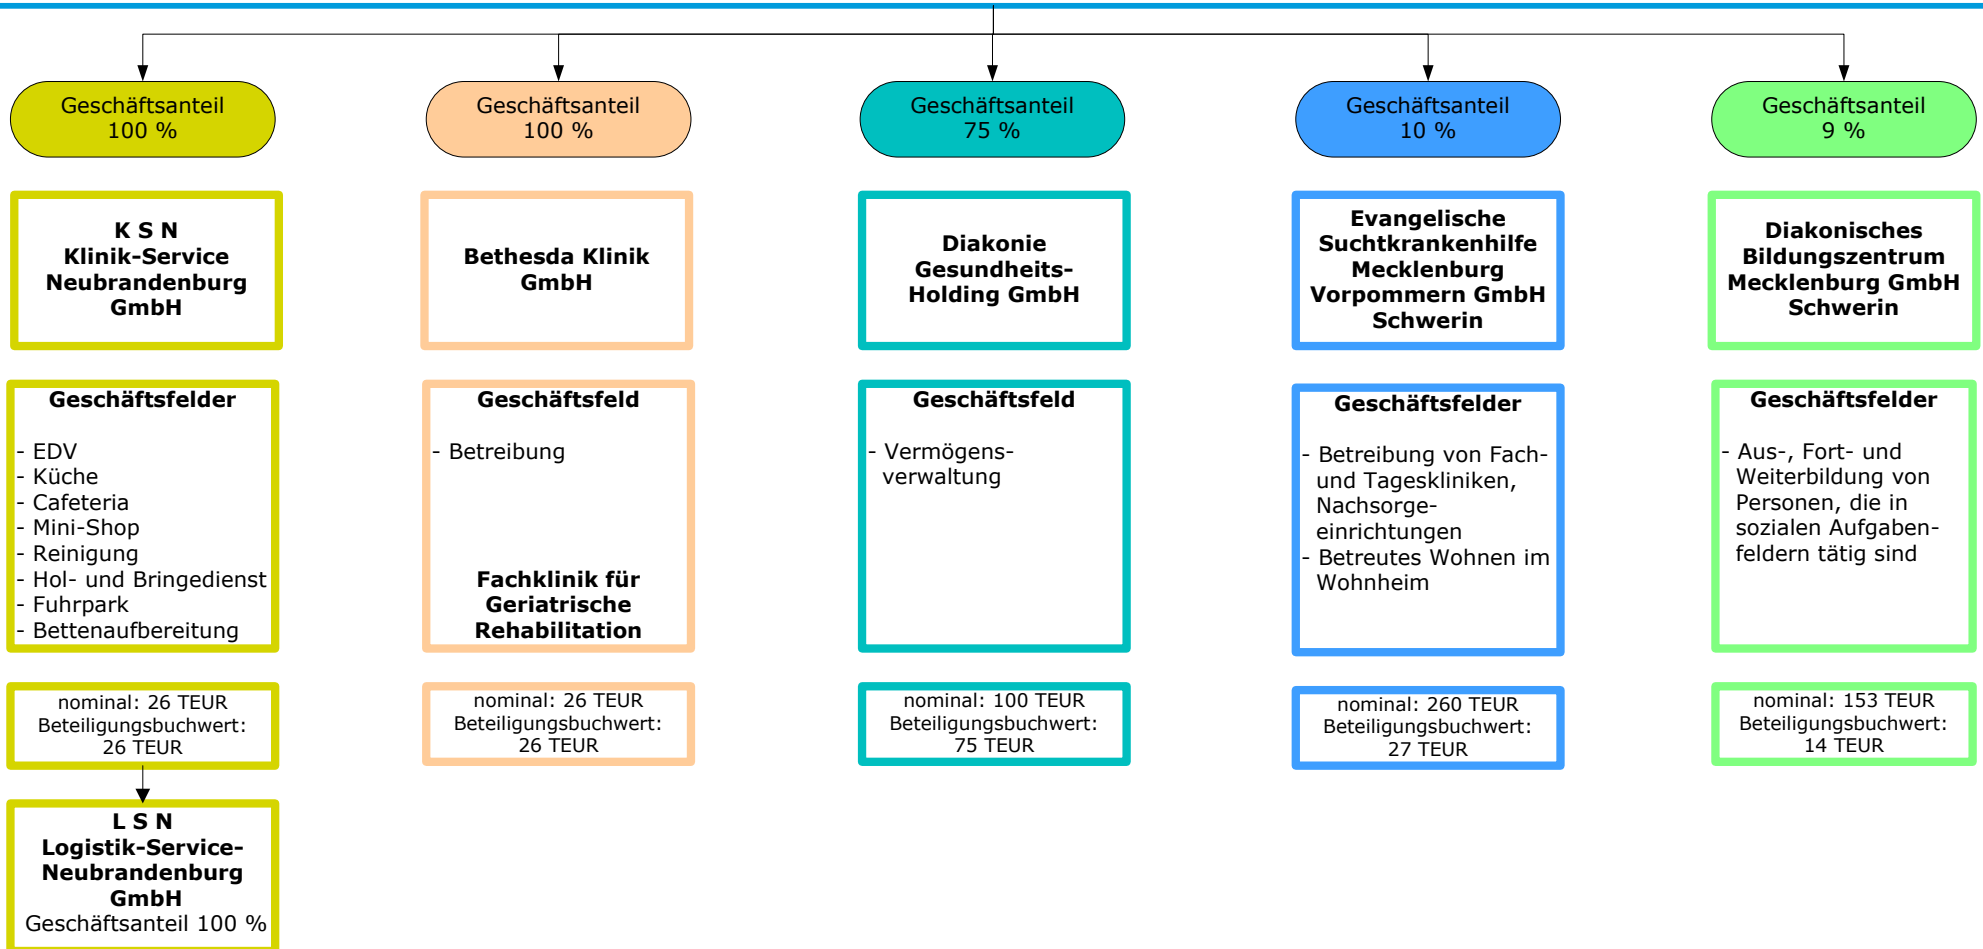 Geschäftsanteil
100 %
Geschäftsanteil
100 %
Geschäftsanteil
75 %
Geschäftsanteil
10 %
Geschäftsanteil
9 %
K S N
Klinik-Service
Neubrandenburg
GmbH
Bethesda Klinik
GmbH
Diakonie
Gesundheits-
Holding GmbH
Evangelische
Suchtkrankenhilfe
Mecklenburg
Vorpommern GmbH
Schwerin
Diakonisches
Bildungszentrum
Mecklenburg GmbH
Schwerin
Geschäftsfelder
- EDV
- Küche
- Cafeteria
- Mini-Shop
- Reinigung
- Hol- und Bringedienst
- Fuhrpark
- Bettenaufbereitung
Geschäftsfeld
- Betreibung
Fachklinik für
Geriatrische
Rehabilitation
Geschäftsfeld
- Vermögens-
verwaltung
Geschäftsfelder
- Betreibung von Fach-
und Tageskliniken,
Nachsorge-
einrichtungen
- Betreutes Wohnen im
Wohnheim
Geschäftsfelder
- Aus-, Fort- und
Weiterbildung von
Personen, die in
sozialen Aufgaben-
feldern tätig sind
nominal: 26 TEUR
Beteiligungsbuchwert:
26 TEUR
nominal: 26 TEUR
Beteiligungsbuchwert:
26 TEUR
nominal: 100 TEUR
Beteiligungsbuchwert:
75 TEUR
nominal: 260 TEUR
Beteiligungsbuchwert:
27 TEUR
nominal: 153 TEUR
Beteiligungsbuchwert:
14 TEUR
L S N
Logistik-Service-
Neubrandenburg
GmbH
Geschäftsanteil 100 %